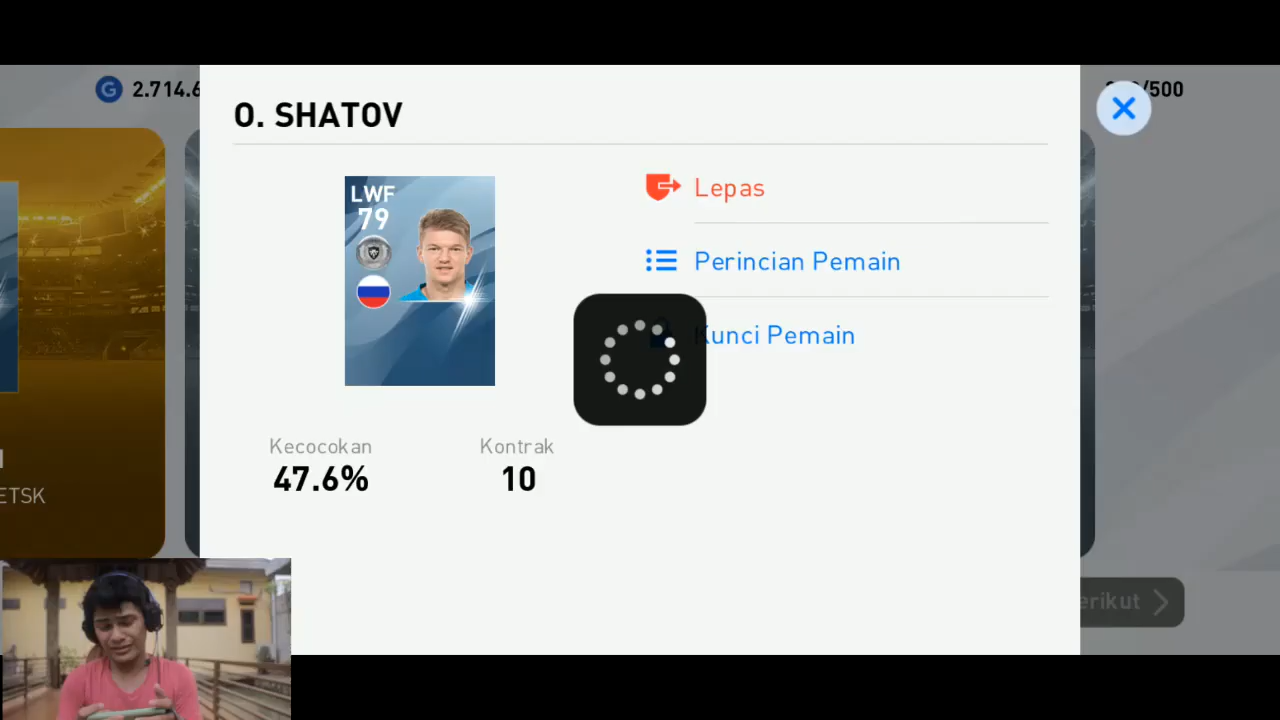 2.714.6
/500
O. SHATOV
LWF
79
Lepas
Perincian Pemain
Kunci Pemain
Kecocokan
47.6%
Kontrak
10
ETSK
erikut